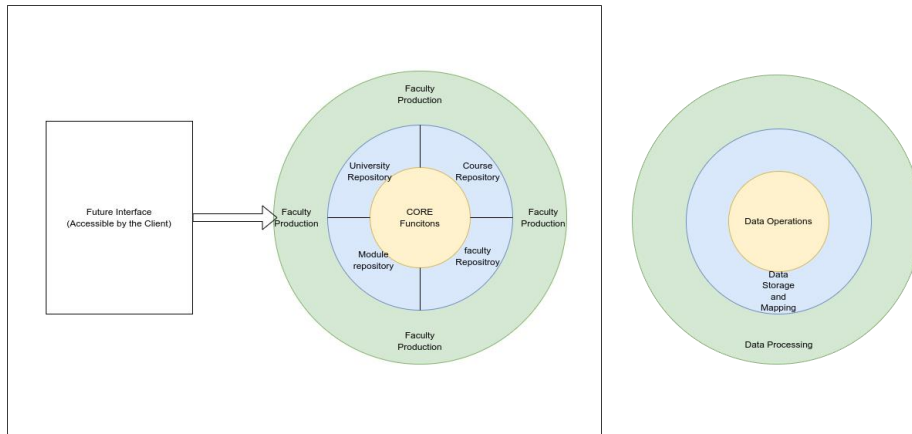 Faculty
Production
University
Repository
Course
Repository
Future Interface
(Accessible by the Client)
Faculty
Production
CORE
Funcitons
Faculty
Production
Module
repository
faculty
Repositroy
Faculty
Production
Data Operations
Data
Storage
and
Mapping
Data Processing